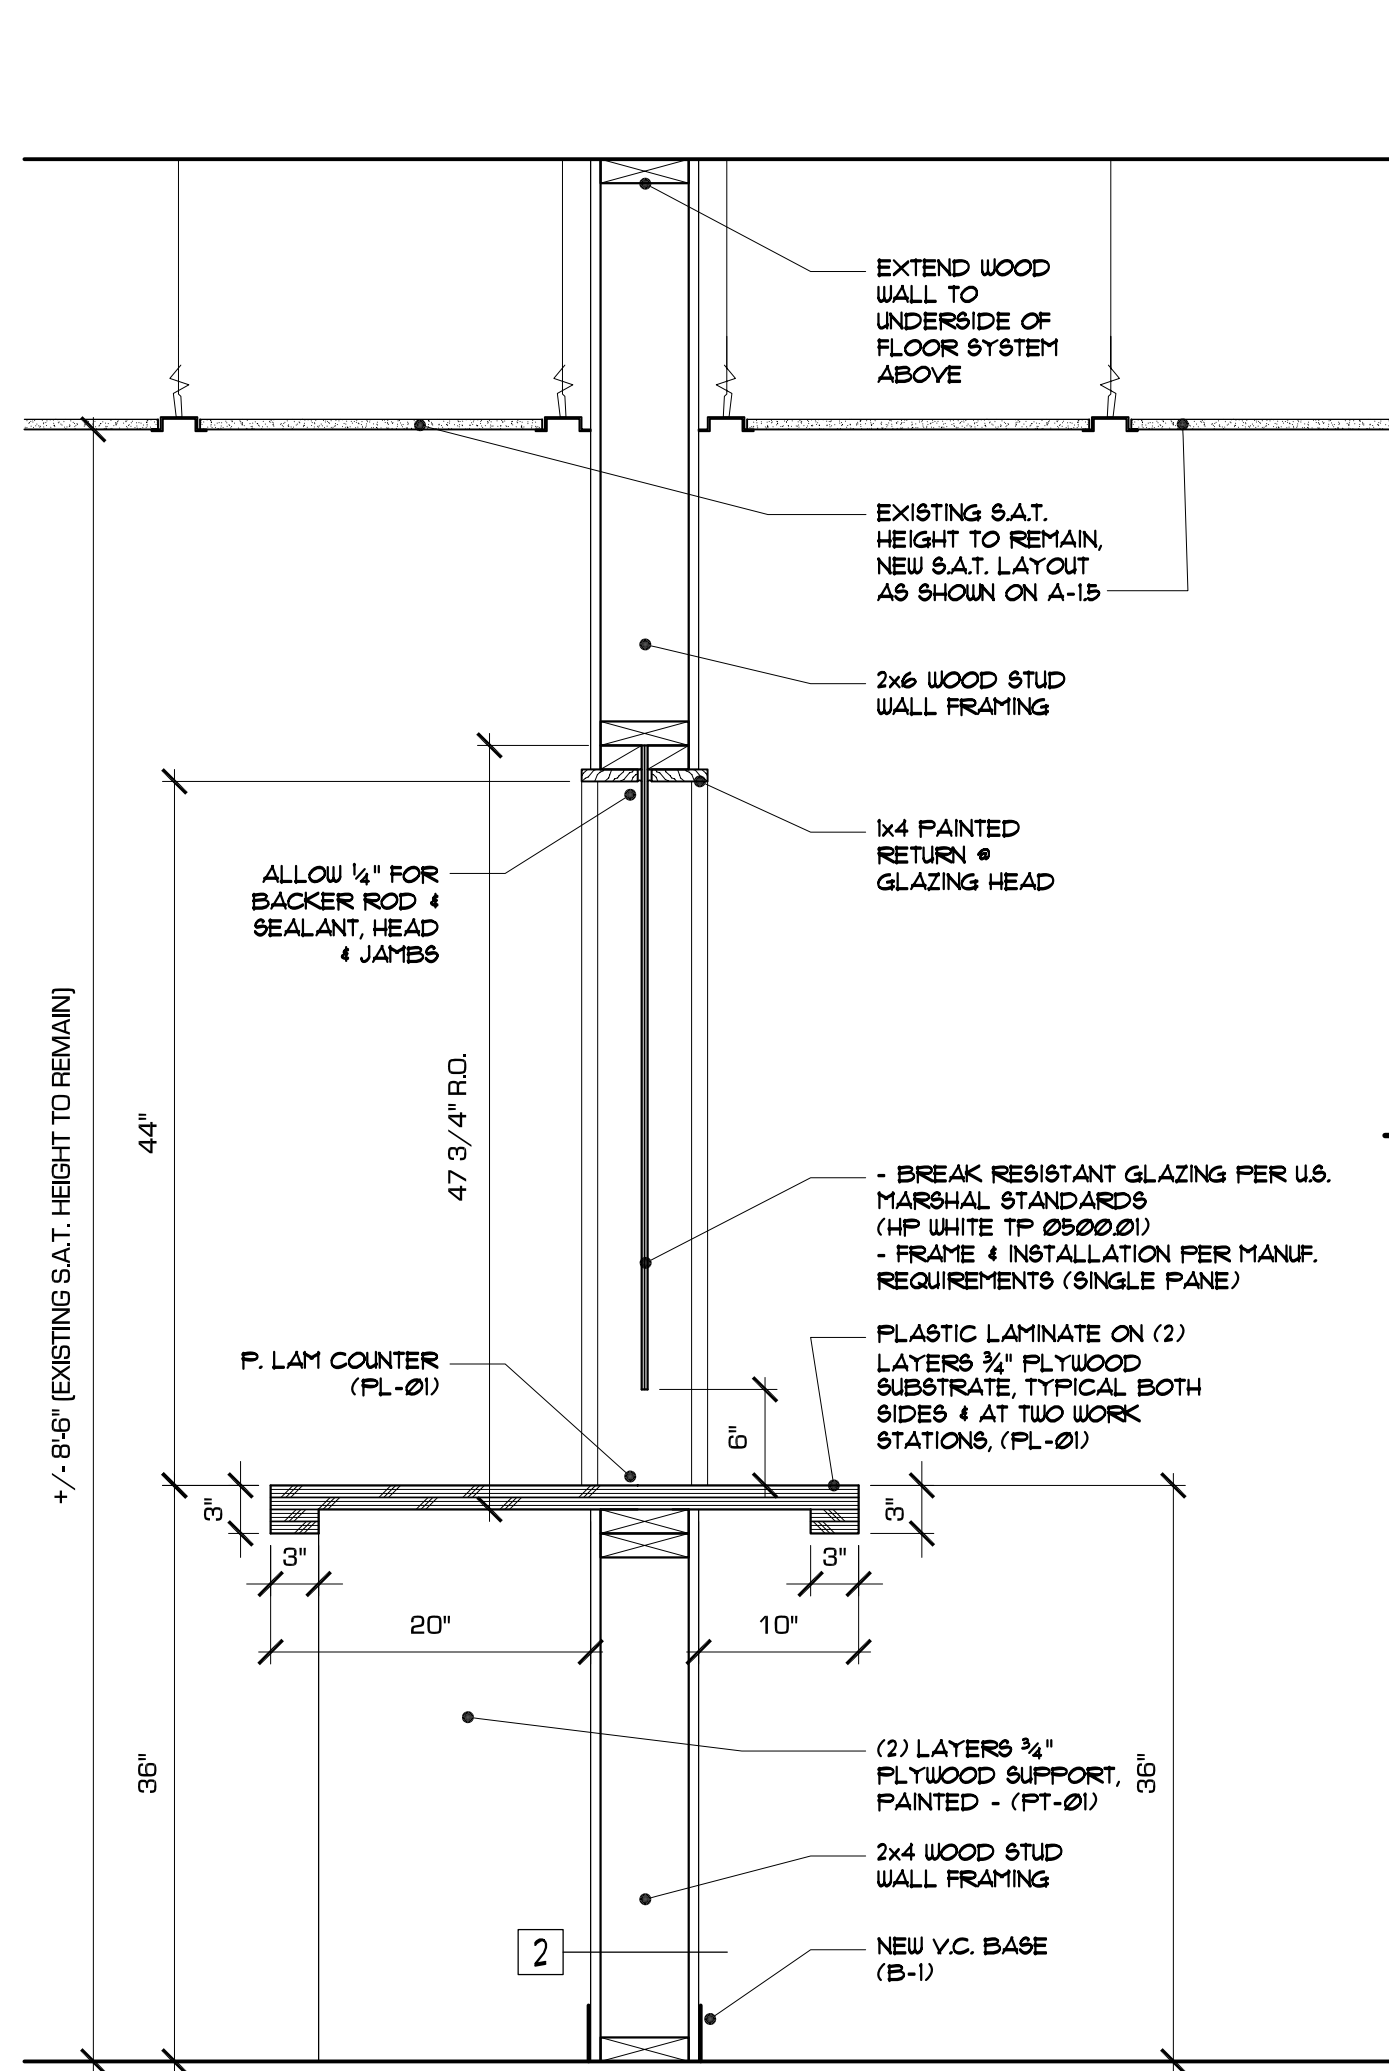 EXTEND WOOD
WALL TO
UNDERSIDE OF
FLOOR SYSTEM
ABOVE
EXISTING S.A.T.
HEIGHT TO REMAIN,
NEW S.A.T. LAYOUT
AS SHOWN ON A-1.5
2x6 WOOD STUD
WALL FRAMING
1x4 PAINTED
RETURN @
GLAZING HEAD
ALLOW 1/4" FOR
BACKER ROD &
SEALANT, HEAD
& JAMBS
+/- 8'-6" (EXISTING S.A.T. HEIGHT TO REMAIN)
44"
47 3/4" R.O.
- BREAK RESISTANT GLAZING PER U.S.
MARSHAL STANDARDS
(HP WHITE TP 0500.01)
- FRAME & INSTALLATION PER MANUF.
REQUIREMENTS (SINGLE PANE)
P. LAM COUNTER
(PL-01)
PLASTIC LAMINATE ON (2)
LAYERS 3/4" PLYWOOD
SUBSTRATE, TYPICAL BOTH
SIDES & AT TWO WORK
STATIONS, (PL-01)
6"
3"
3"
3"
3"
20"
10"
36"
(2) LAYERS 3/4"
PLYWOOD SUPPORT,
PAINTED - (PT-01)
36"
2x4 WOOD STUD
WALL FRAMING
2
NEW V.C. BASE
(B-1)